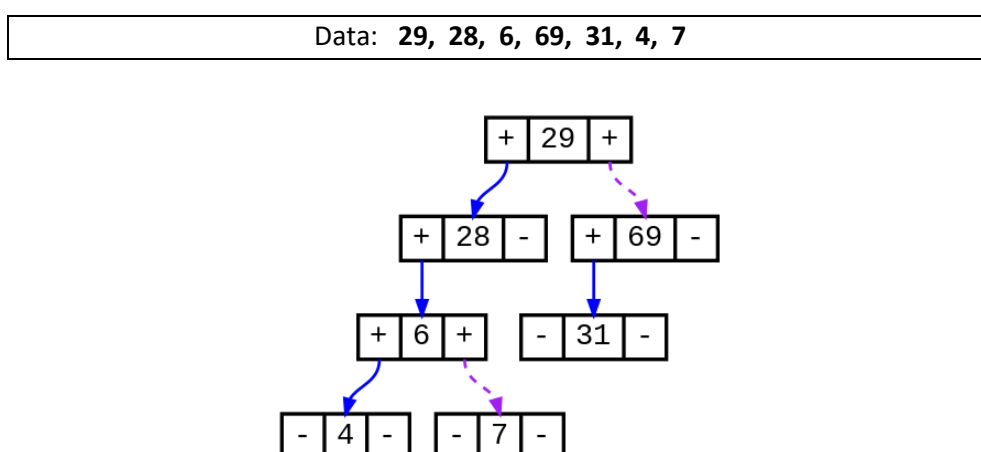 Data: 29, 28, 6, 69, 31, 4, 7
+ 29 +
+ 28 - + 69 -
+ 6 + - 31 -
- 4 - - 7 -